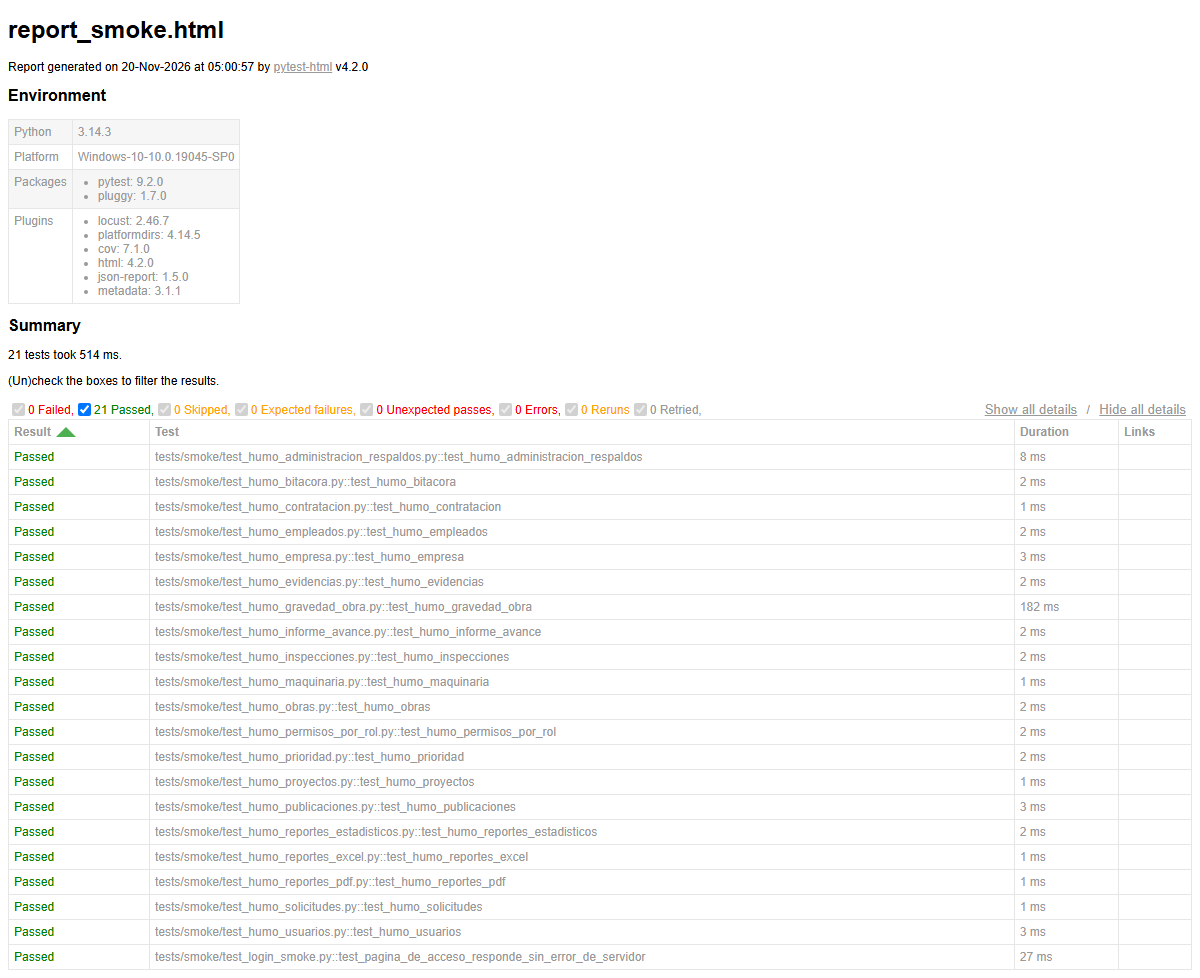 report_smoke.html
Report generated on 20-Nov-2026 at 05:00:57 by pytest-html v4.2.0
Environment
Python 3.14.3
Platform Windows-10-10.0.19045-SP0
Packages
pytest: 9.2.0
pluggy: 1.7.0
Plugins
locust: 2.46.7
platformdirs: 4.14.5
cov: 7.1.0
html: 4.2.0
json-report: 1.5.0
metadata: 3.1.1
Summary
21 tests took 514 ms.
(Un)check the boxes to filter the results.
0 Failed, 21 Passed, 0 Skipped, 0 Expected failures, 0 Unexpected passes, 0 Errors, 0 Reruns 0 Retried, Show all details / Hide all details
Result Test Duration Links
Passed tests/smoke/test_humo_administracion_respaldos.py::test_humo_administracion_respaldos 8 ms
Passed tests/smoke/test_humo_bitacora.py::test_humo_bitacora 2 ms
Passed tests/smoke/test_humo_contratacion.py::test_humo_contratacion 1 ms
Passed tests/smoke/test_humo_empleados.py::test_humo_empleados 2 ms
Passed tests/smoke/test_humo_empresa.py::test_humo_empresa 3 ms
Passed tests/smoke/test_humo_evidencias.py::test_humo_evidencias 2 ms
Passed tests/smoke/test_humo_gravedad_obra.py::test_humo_gravedad_obra 182 ms
Passed tests/smoke/test_humo_informe_avance.py::test_humo_informe_avance 2 ms
Passed tests/smoke/test_humo_inspecciones.py::test_humo_inspecciones 2 ms
Passed tests/smoke/test_humo_maquinaria.py::test_humo_maquinaria 1 ms
Passed tests/smoke/test_humo_obras.py::test_humo_obras 2 ms
Passed tests/smoke/test_humo_permisos_por_rol.py::test_humo_permisos_por_rol 2 ms
Passed tests/smoke/test_humo_prioridad.py::test_humo_prioridad 2 ms
Passed tests/smoke/test_humo_proyectos.py::test_humo_proyectos 1 ms
Passed tests/smoke/test_humo_publicaciones.py::test_humo_publicaciones 3 ms
Passed tests/smoke/test_humo_reportes_estadisticos.py::test_humo_reportes_estadisticos 2 ms
Passed tests/smoke/test_humo_reportes_excel.py::test_humo_reportes_excel 1 ms
Passed tests/smoke/test_humo_reportes_pdf.py::test_humo_reportes_pdf 1 ms
Passed tests/smoke/test_humo_solicitudes.py::test_humo_solicitudes 1 ms
Passed tests/smoke/test_humo_usuarios.py::test_humo_usuarios 3 ms
Passed tests/smoke/test_login_smoke.py::test_pagina_de_acceso_responde_sin_error_de_servidor 27 ms